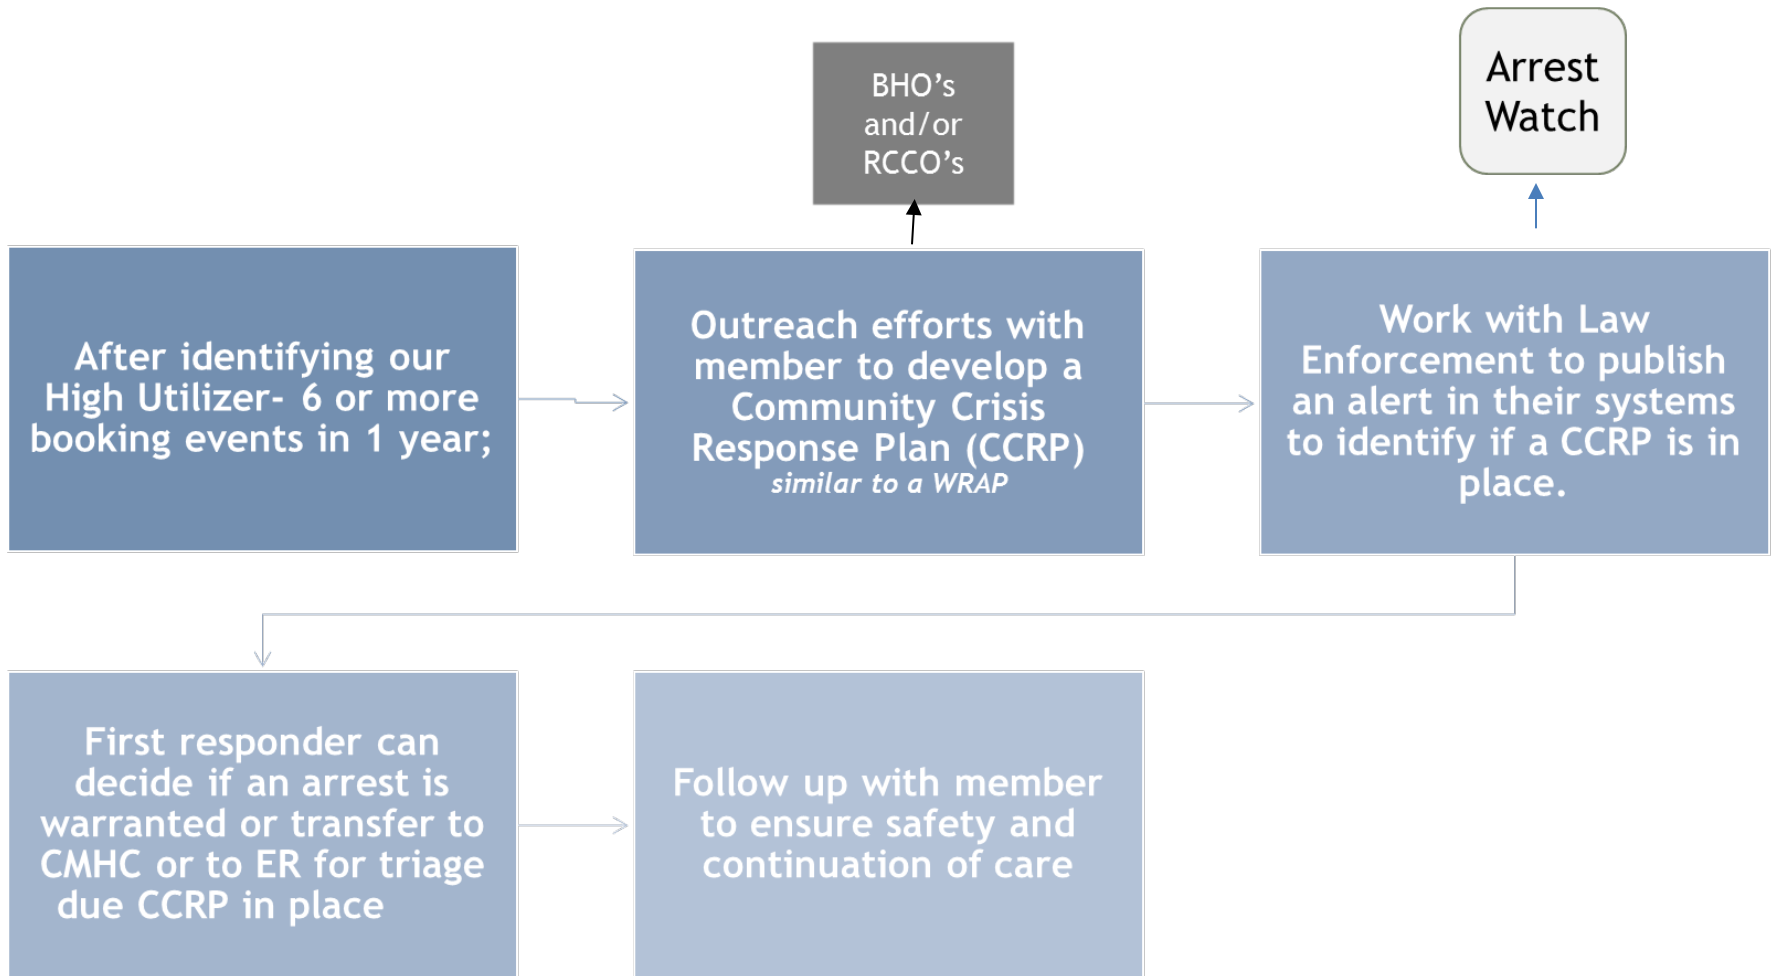 BHO’s
and/or
RCCO’s
Arrest
Watch
After identifying our
High Utilizer- 6 or more
booking events in 1 year;
Outreach efforts with
member to develop a
Community Crisis
Response Plan (CCRP)
similar to a WRAP
Work with Law
Enforcement to publish
an alert in their systems
to identify if a CCRP is in
place.
First responder can
decide if an arrest is
warranted or transfer to
CMHC or to ER for triage
due CCRP in place
Follow up with member
to ensure safety and
continuation of care